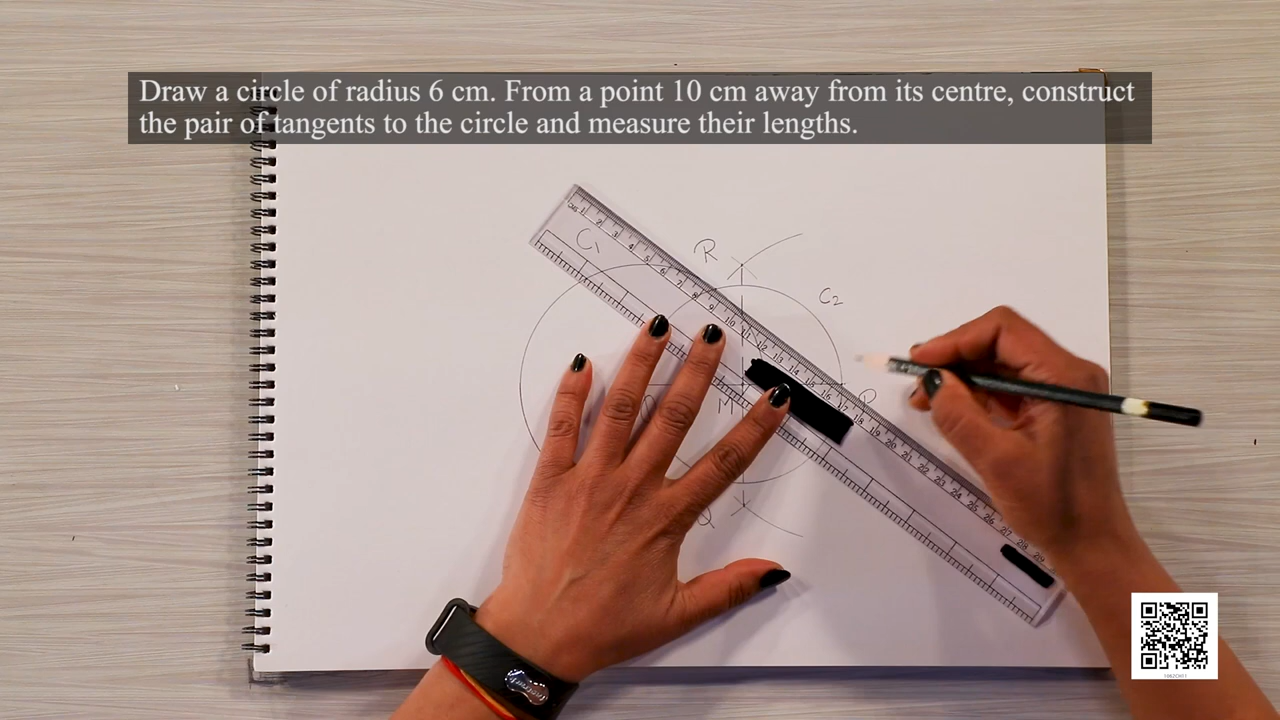 Draw a circle of radius 6 cm. From a point 10 cm away from its centre, construct
the pair of tangents to the circle and measure their lengths.
C₁
R
C₂
P
M
Q